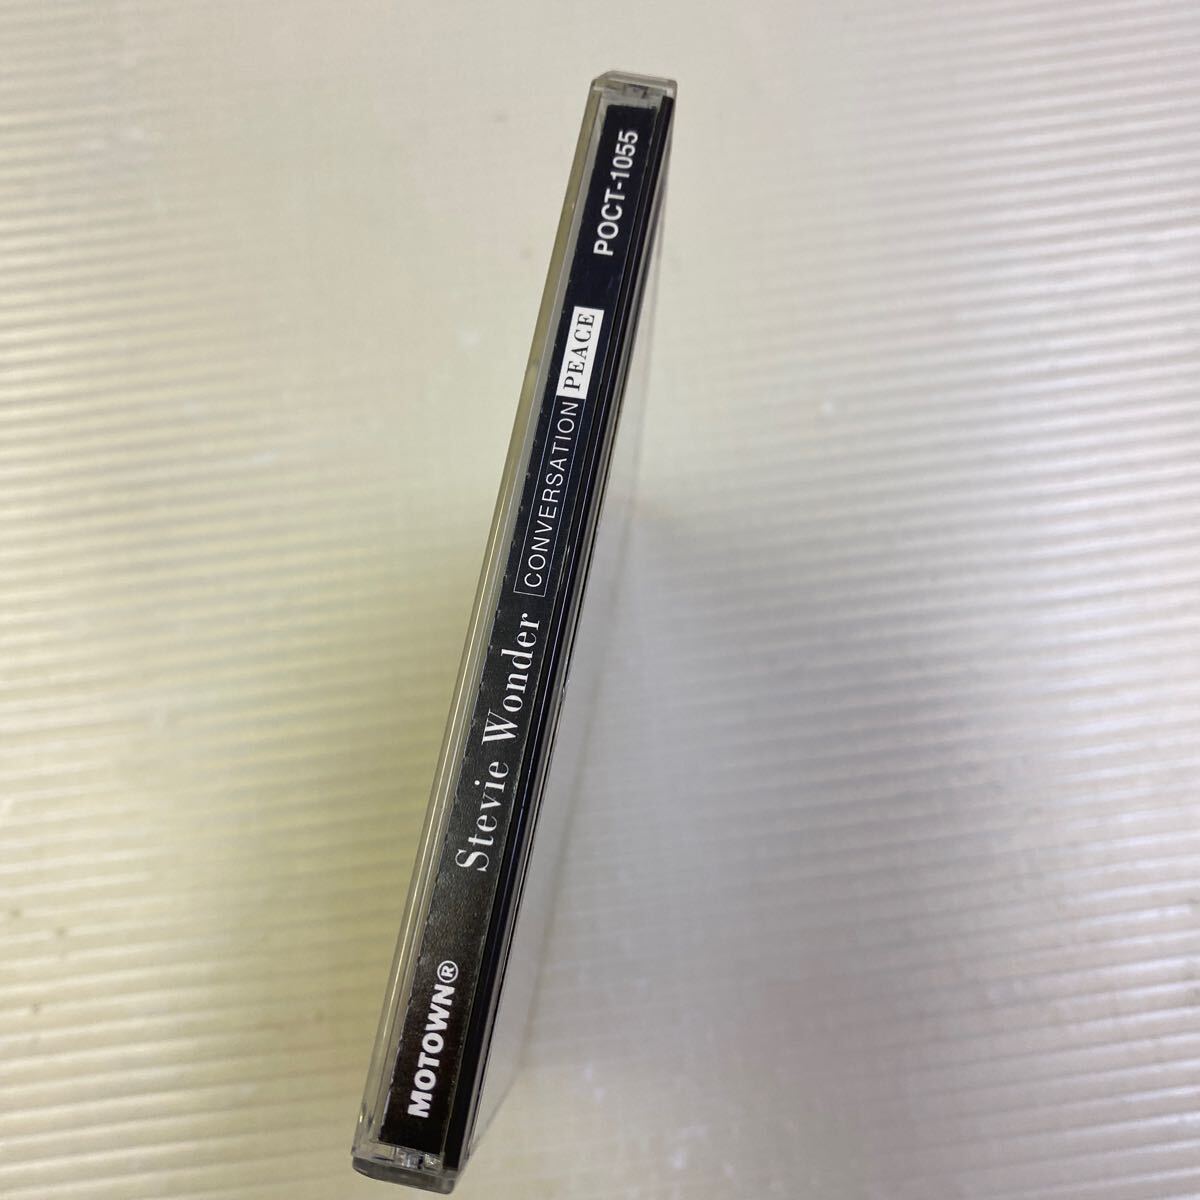 MOTOWN® Stevie Wonder CONVERSATION PEACE POCT-1055